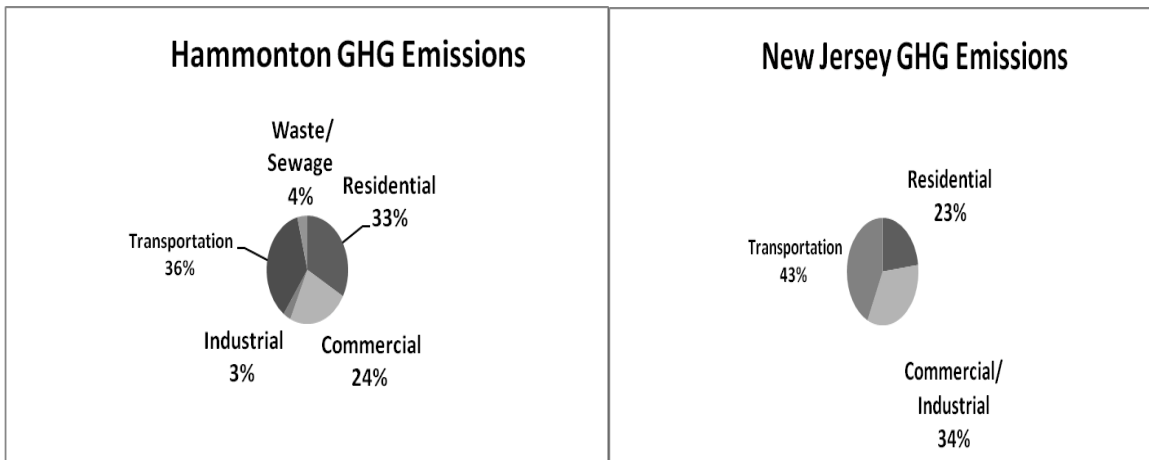 Hammonton GHG Emissions
Waste/
Sewage
4%
Residential
33%
Transportation
36%
Industrial
3%
Commercial
24%
New Jersey GHG Emissions
Residential
23%
Transportation
43%
Commercial/
Industrial
34%